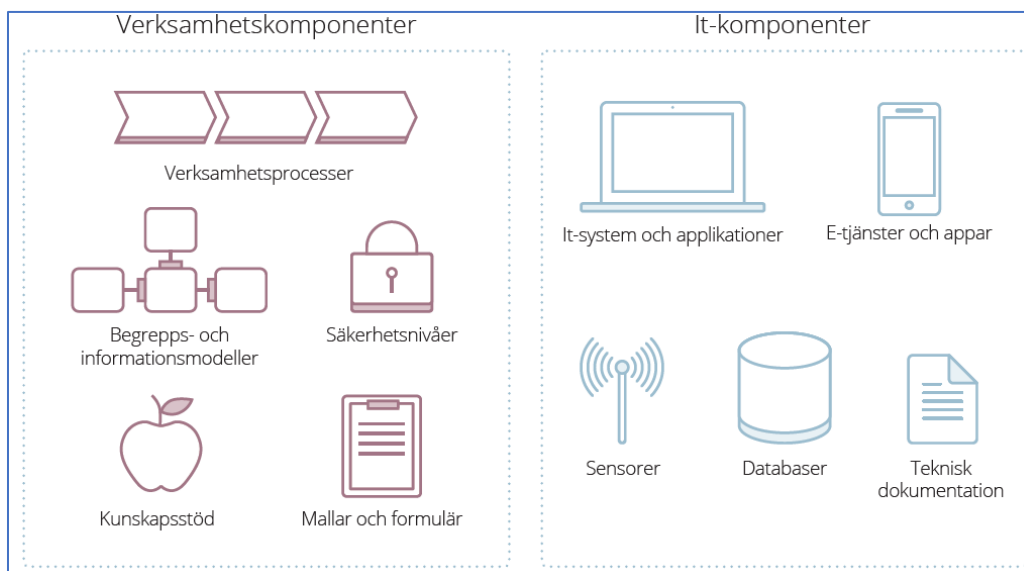 Verksamhetskomponenter
Verksamhetsprocesser
Begrepps- och
informationsmodeller
Säkerhetsnivåer
Kunskapsstöd
Mallar och formulär
It-komponenter
It-system och applikationer
E-tjänster och appar
Sensorer
Databaser
Teknisk
dokumentation